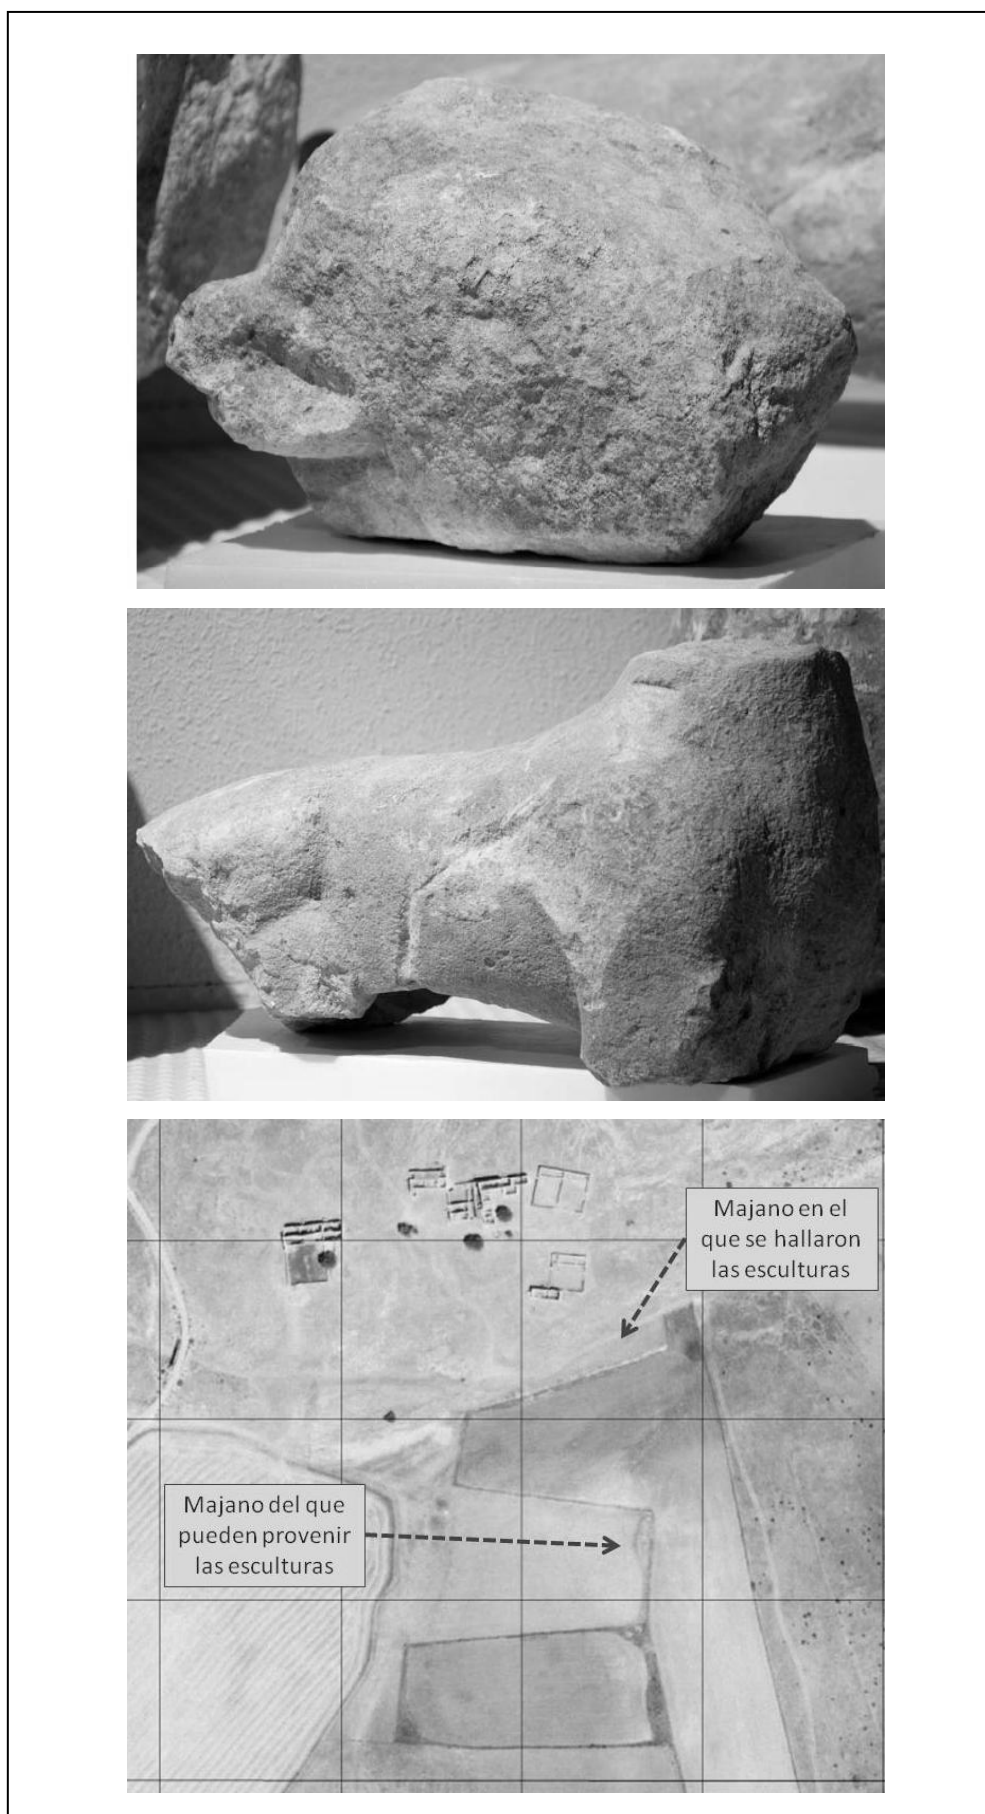 Majano en el
que se hallaron
las esculturas
Majano del que
pueden provenir
las esculturas